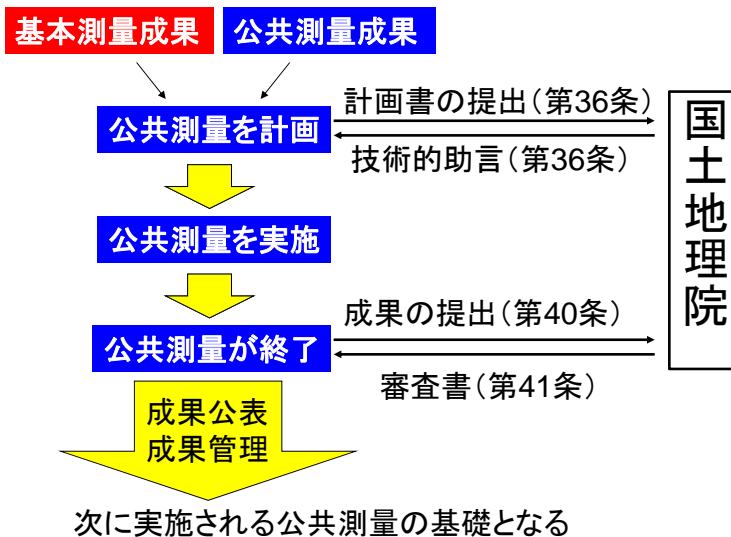 基本測量成果
公共測量成果
公共測量を計画
計画書の提出(第36条)
技術的助言(第36条)
国土地理院
公共測量を実施
公共測量が終了
成果の提出(第40条)
審査書(第41条)
成果公表
成果管理
次に実施される公共測量の基礎となる